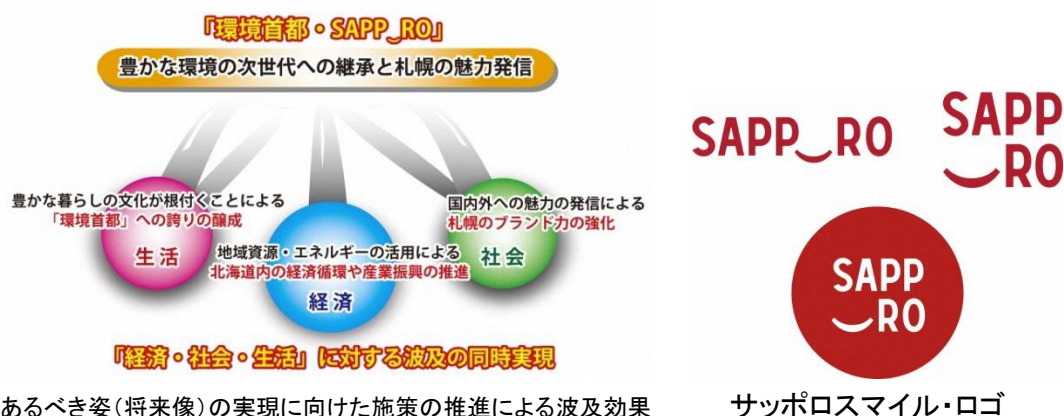 「環境首都・SAPP‿RO」
豊かな環境の次世代への継承と札幌の魅力発信
豊かな暮らしの文化が根付くことによる
「環境首都」への誇りの醸成
生活
国内外への魅力の発信による
札幌のブランド力の強化
社会
地域資源・エネルギーの活用による
北海道内の経済循環や産業振興の推進
経済
「経済・社会・生活」に対する波及の同時実現
あるべき姿(将来像)の実現に向けた施策の推進による波及効果
SAPP‿RO
SAPP
‿RO
SAPP
‿RO
サッポロスマイル・ロゴ